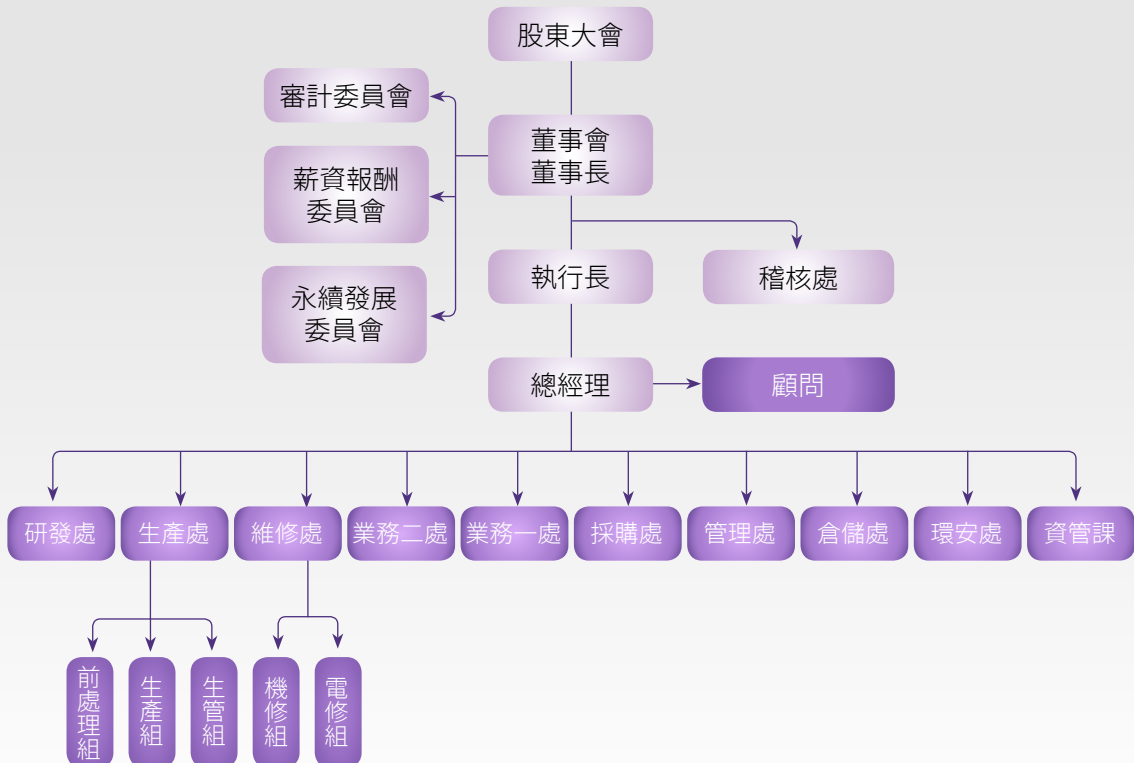 股東大會
審計委員會
董事會
董事長
薪資報酬
委員會
執行長
稽核處
永續發展
委員會
總經理
顧問
研發處
生產處
維修處
業務二處
業務一處
採購處
管理處
倉儲處
環安處
資管課
前處理組
生產組
生管組
機修組
電修組